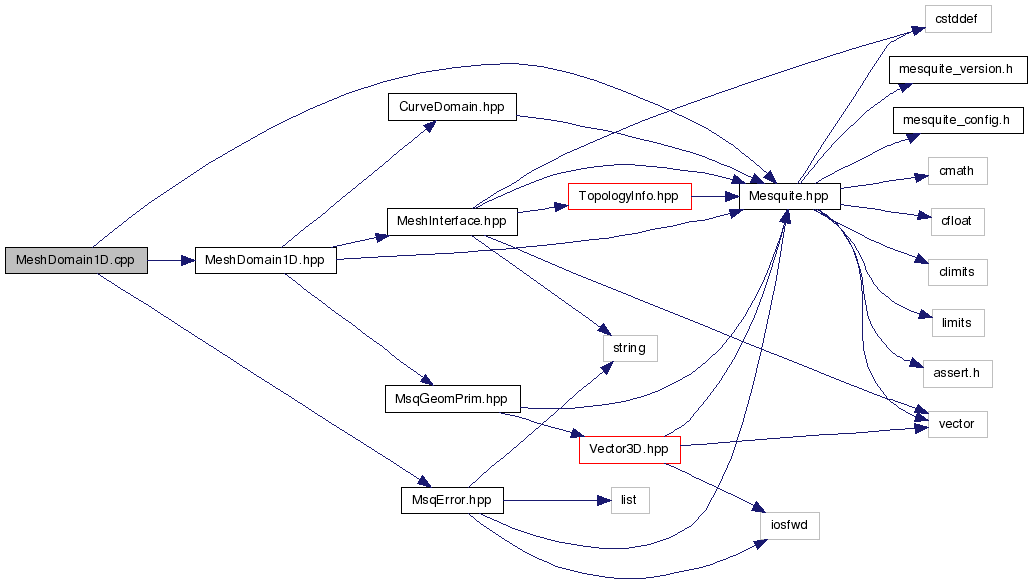 cstddef
mesquite_version.h
CurveDomain.hpp
mesquite_config.h
cmath
TopologyInfo.hpp
Mesquite.hpp
MeshInterface.hpp
cfloat
MeshDomain1D.cpp
MeshDomain1D.hpp
climits
limits
string
assert.h
MsqGeomPrim.hpp
vector
Vector3D.hpp
MsqError.hpp
list
iosfwd